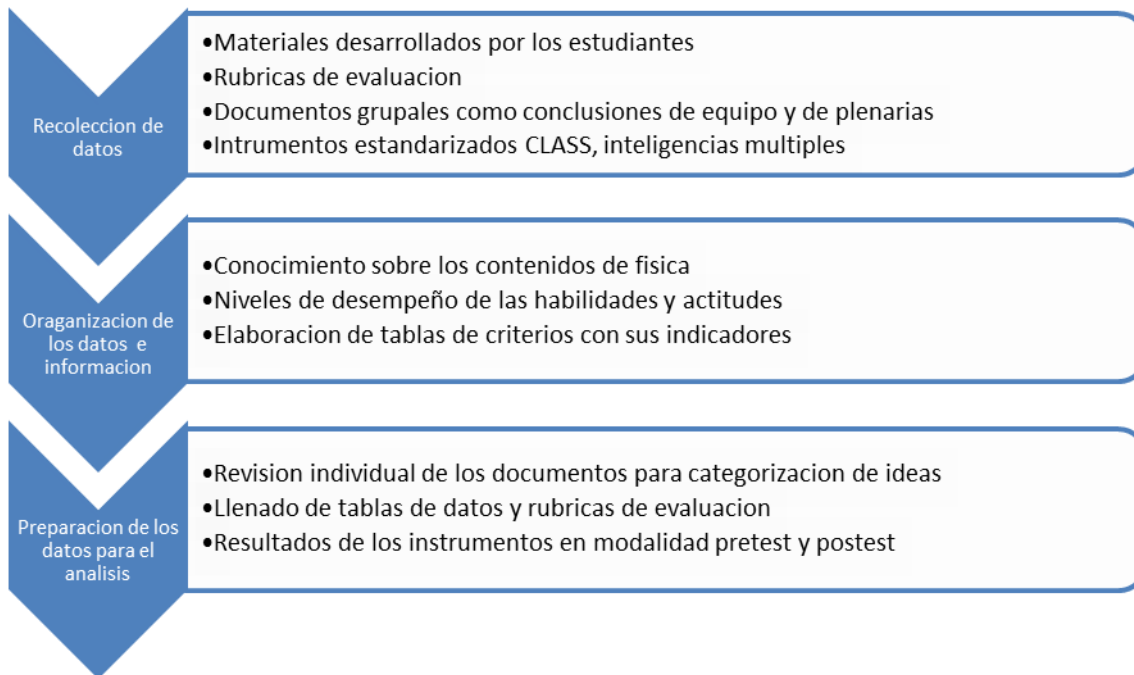 Recoleccion de
datos
•Materiales desarrollados por los estudiantes
•Rubricas de evaluacion
•Documentos grupales como conclusiones de equipo y de plenarias
•Intrumentos estandarizados CLASS, inteligencias multiples
Oraganizacion de
los datos e
informacion
•Conocimiento sobre los contenidos de fisica
•Niveles de desempeño de las habilidades y actitudes
•Elaboracion de tablas de criterios con sus indicadores
Preparacion de los
datos para el
analisis
•Revision individual de los documentos para categorizacion de ideas
•Llenado de tablas de datos y rubricas de evaluacion
•Resultados de los instrumentos en modalidad pretest y postest